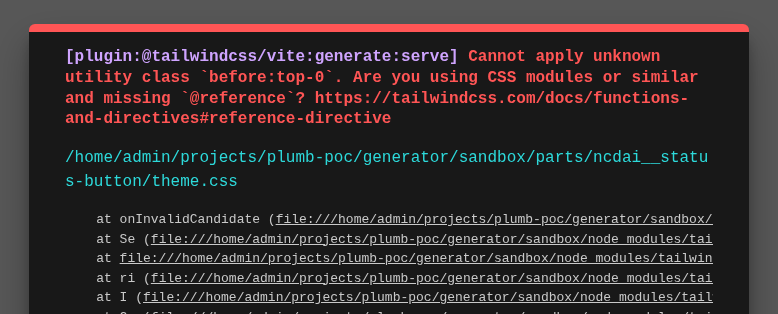 [plugin:@tailwindcss/vite:generate:serve] Cannot apply unknown
utility class `before:top-0`. Are you using CSS modules or similar
and missing `@reference`? https://tailwindcss.com/docs/functions-
and-directives#reference-directive
/home/admin/projects/plumb-poc/generator/sandbox/parts/ncdai__statu
s-button/theme.css
at onInvalidCandidate (file:///home/admin/projects/plumb-poc/generator/sandbox/
at Se (file:///home/admin/projects/plumb-poc/generator/sandbox/node_modules/tai
at file:///home/admin/projects/plumb-poc/generator/sandbox/node_modules/tailwin
at ri (file:///home/admin/projects/plumb-poc/generator/sandbox/node_modules/tai
at I (file:///home/admin/projects/plumb-poc/generator/sandbox/node_modules/tail